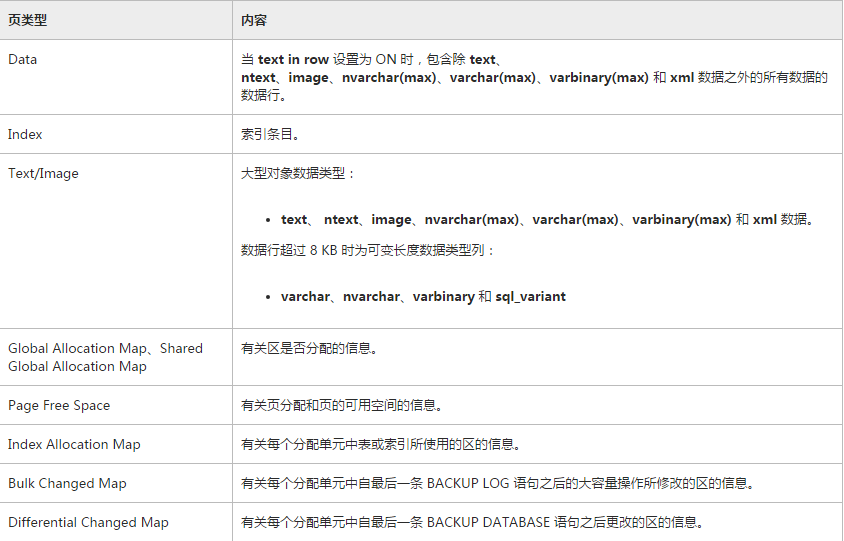 页类型
内容
Data
当 text in row 设置为 ON 时，包含除 text、
ntext、image、nvarchar(max)、varchar(max)、varbinary(max) 和 xml 数据之外的所有数据的
数据行。
Index
索引条目。
Text/Image
大型对象数据类型：
• text、 ntext、image、nvarchar(max)、varchar(max)、varbinary(max) 和 xml 数据。
数据行超过 8 KB 时为可变长度数据类型列：
• varchar、nvarchar、varbinary 和 sql_variant
Global Allocation Map、Shared
Global Allocation Map
有关区是否分配的信息。
Page Free Space
有关页分配和页的可用空间的信息。
Index Allocation Map
有关每个分配单元中表或索引所使用的区的信息。
Bulk Changed Map
有关每个分配单元中自最后一条 BACKUP LOG 语句之后的大容量操作所修改的区的信息。
Differential Changed Map
有关每个分配单元中自最后一条 BACKUP DATABASE 语句之后更改的区的信息。